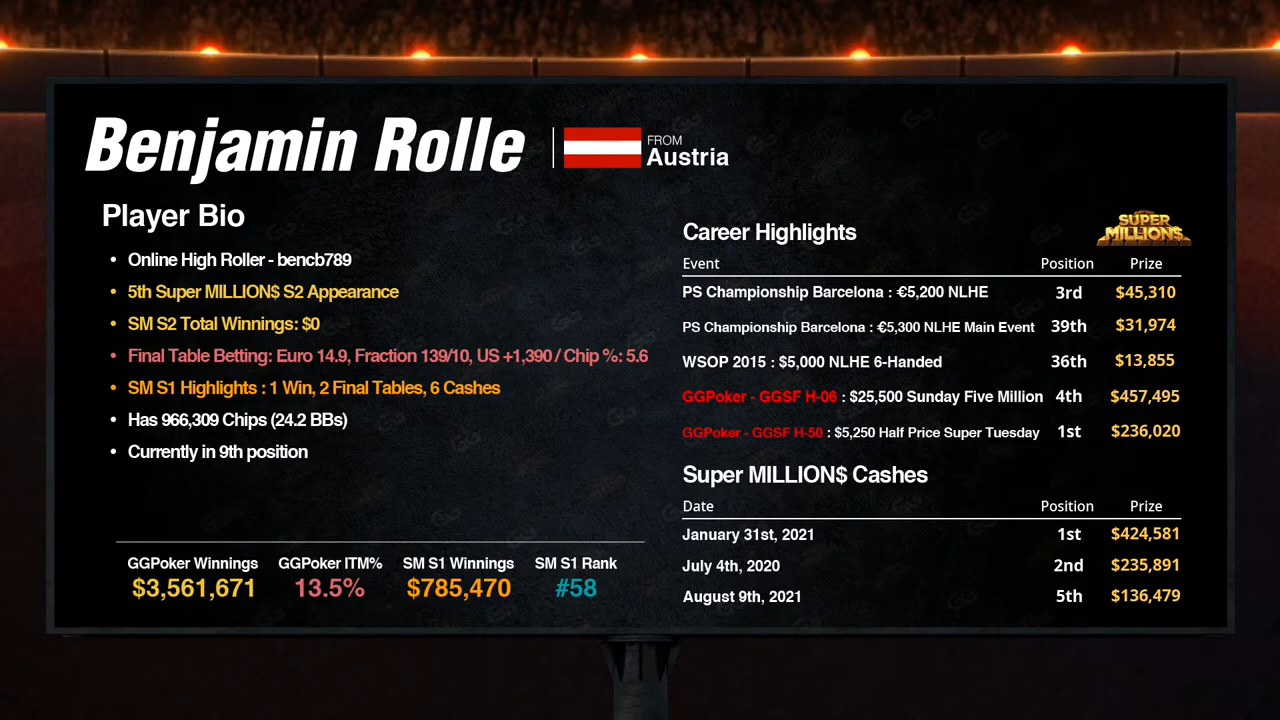 Benjamin Rolle
FROM
Austria
Player Bio
• Online High Roller - bencb789
• 5th Super MILLION$ S2 Appearance
• SM S2 Total Winnings: $0
• Final Table Betting: Euro 14.9, Fraction 139/10, US +1,390 / Chip %: 5.6
• SM S1 Highlights : 1 Win, 2 Final Tables, 6 Cashes
• Has 966,309 Chips (24.2 BBs)
• Currently in 9th position
GGPoker Winnings GGPoker ITM% SM S1 Winnings SM S1 Rank
$3,561,671 13.5% $785,470 #58
SUPER
MILLION$
Career Highlights
Event Position Prize
PS Championship Barcelona : €5,200 NLHE 3rd $45,310
PS Championship Barcelona : €5,300 NLHE Main Event 39th $31,974
WSOP 2015 : $5,000 NLHE 6-Handed 36th $13,855
GGPoker - GGSF H-06 : $25,500 Sunday Five Million 4th $457,495
GGPoker - GGSF H-50 : $5,250 Half Price Super Tuesday 1st $236,020
Super MILLION$ Cashes
Date Position Prize
January 31st, 2021 1st $424,581
July 4th, 2020 2nd $235,891
August 9th, 2021 5th $136,479